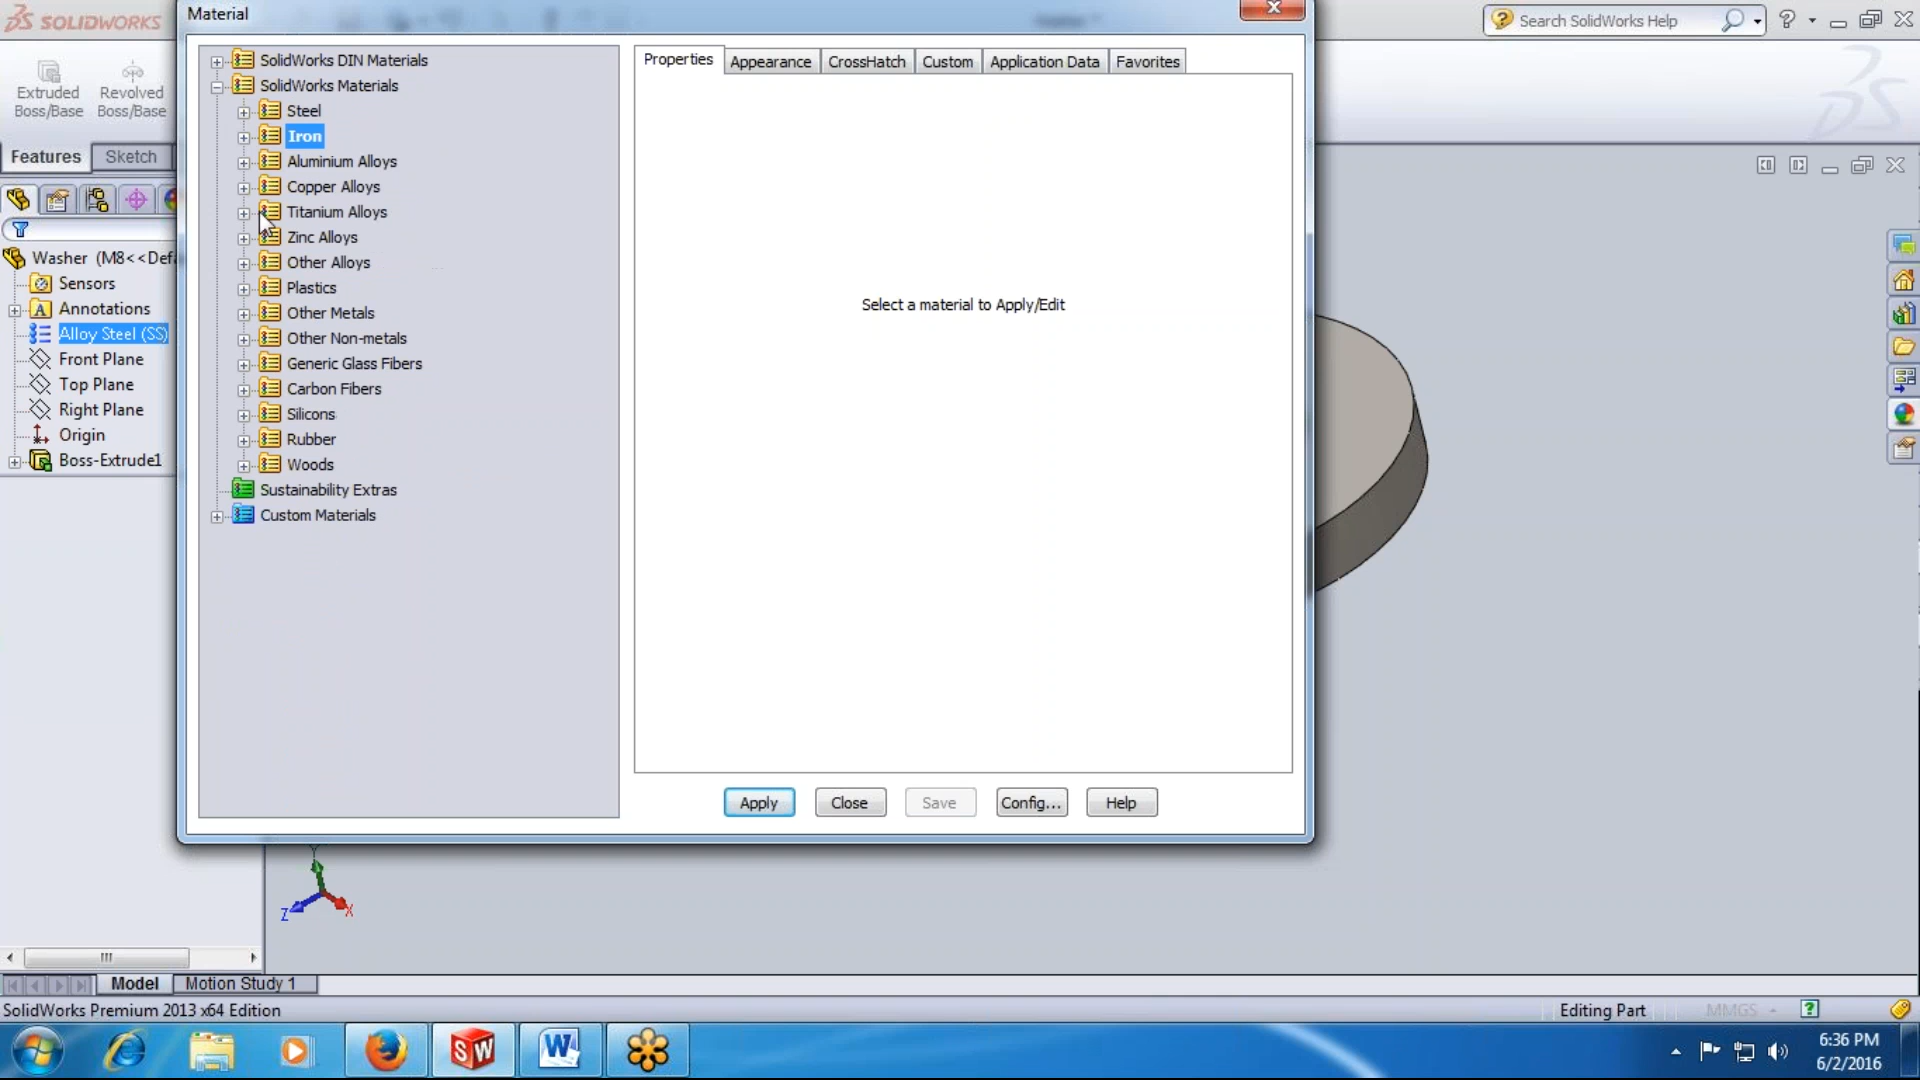 Material
SOLIDWORKS
Search SolidWorks Help
Extruded Boss/Base
Revolved Boss/Base
Features
Sketch
Washer (M8<<Def
Sensors
Annotations
Alloy Steel (SS)
Front Plane
Top Plane
Right Plane
Origin
Boss-Extrude1
SolidWorks DIN Materials
SolidWorks Materials
Steel
Iron
Aluminium Alloys
Copper Alloys
Titanium Alloys
Zinc Alloys
Other Alloys
Plastics
Other Metals
Other Non-metals
Generic Glass Fibers
Carbon Fibers
Silicons
Rubber
Woods
Sustainability Extras
Custom Materials
Properties
Appearance
CrossHatch
Custom
Application Data
Favorites
Select a material to Apply/Edit
Apply
Close
Save
Config...
Help
Z
X
Model
Motion Study 1
SolidWorks Premium 2013 x64 Edition
Editing Part
MMGS
6:36 PM
6/2/2016